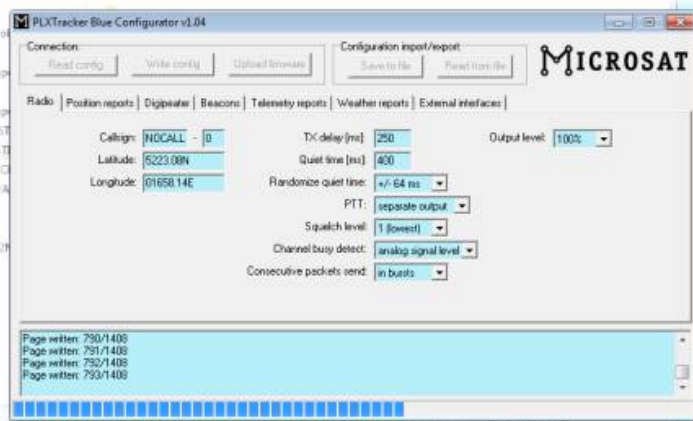 PLXTracker Blue Configurator v1.04
Connection
Read config Write config Upload firmware
Configuration import/export
Save to file Read from file
MICROSAT
Radio Position reports Digipeater Beacons Telemetry reports Weather reports External interfaces
Callsign: NOCALL - 0
Latitude: 5223.08N
Longitude: 01658.14E
TX delay [ms]: 250
Quiet time [ms]: 400
Randomize quiet time: +/- 64 ms
PTT: separate output
Squelch level: 1 (lowest)
Channel busy detect: analog signal level
Consecutive packets send: in bursts
Output level: 100%
Page written: 790/1408
Page written: 791/1408
Page written: 792/1408
Page written: 793/1408